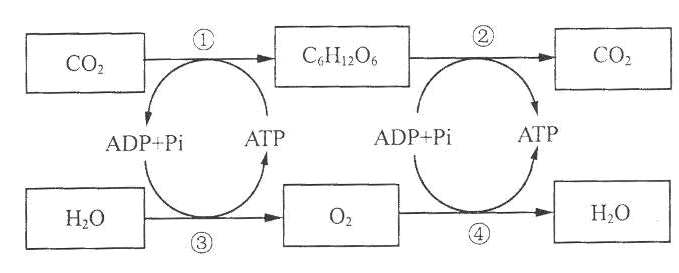 ① ②
CO₂ C₆H₁₂O₆ CO₂
ADP+Pi ATP ADP+Pi ATP
H₂O O₂ H₂O
③ ④